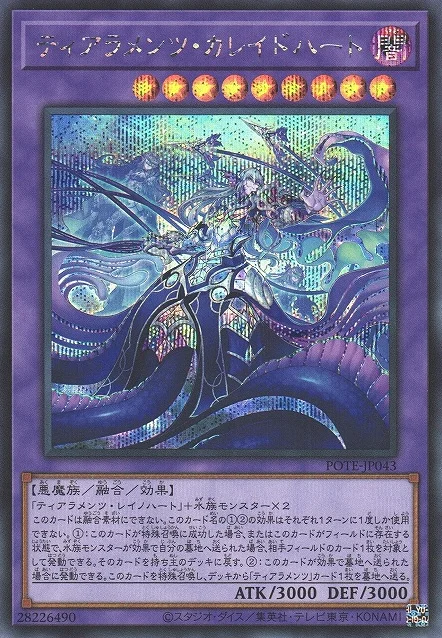 ティアラメンツ・カレイドハート
闇
POTE-JP043
【悪魔族／融合／効果】
「ティアラメンツ・レイノハート」＋水族モンスター×2
このカードは融合素材にできない。このカード名の①②の効果はそれぞれ1ターンに1度しか使用
できない。①：このカードが特殊召喚に成功した場合、またはこのカードがフィールドに存在する
状態で、水族モンスターが効果で自分の墓地へ送られた場合、相手フィールドのカード1枚を対象と
して発動できる。そのカードを持ち主のデッキに戻す。②：このカードが効果で墓地へ送られた
場合に発動できる。このカードを特殊召喚し、デッキから「ティアラメンツ」カード1枚を墓地へ送る。
ATK/3000 DEF/3000
28226490 ©スタジオ・ダイス／集英社・テレビ東京・KONAMI